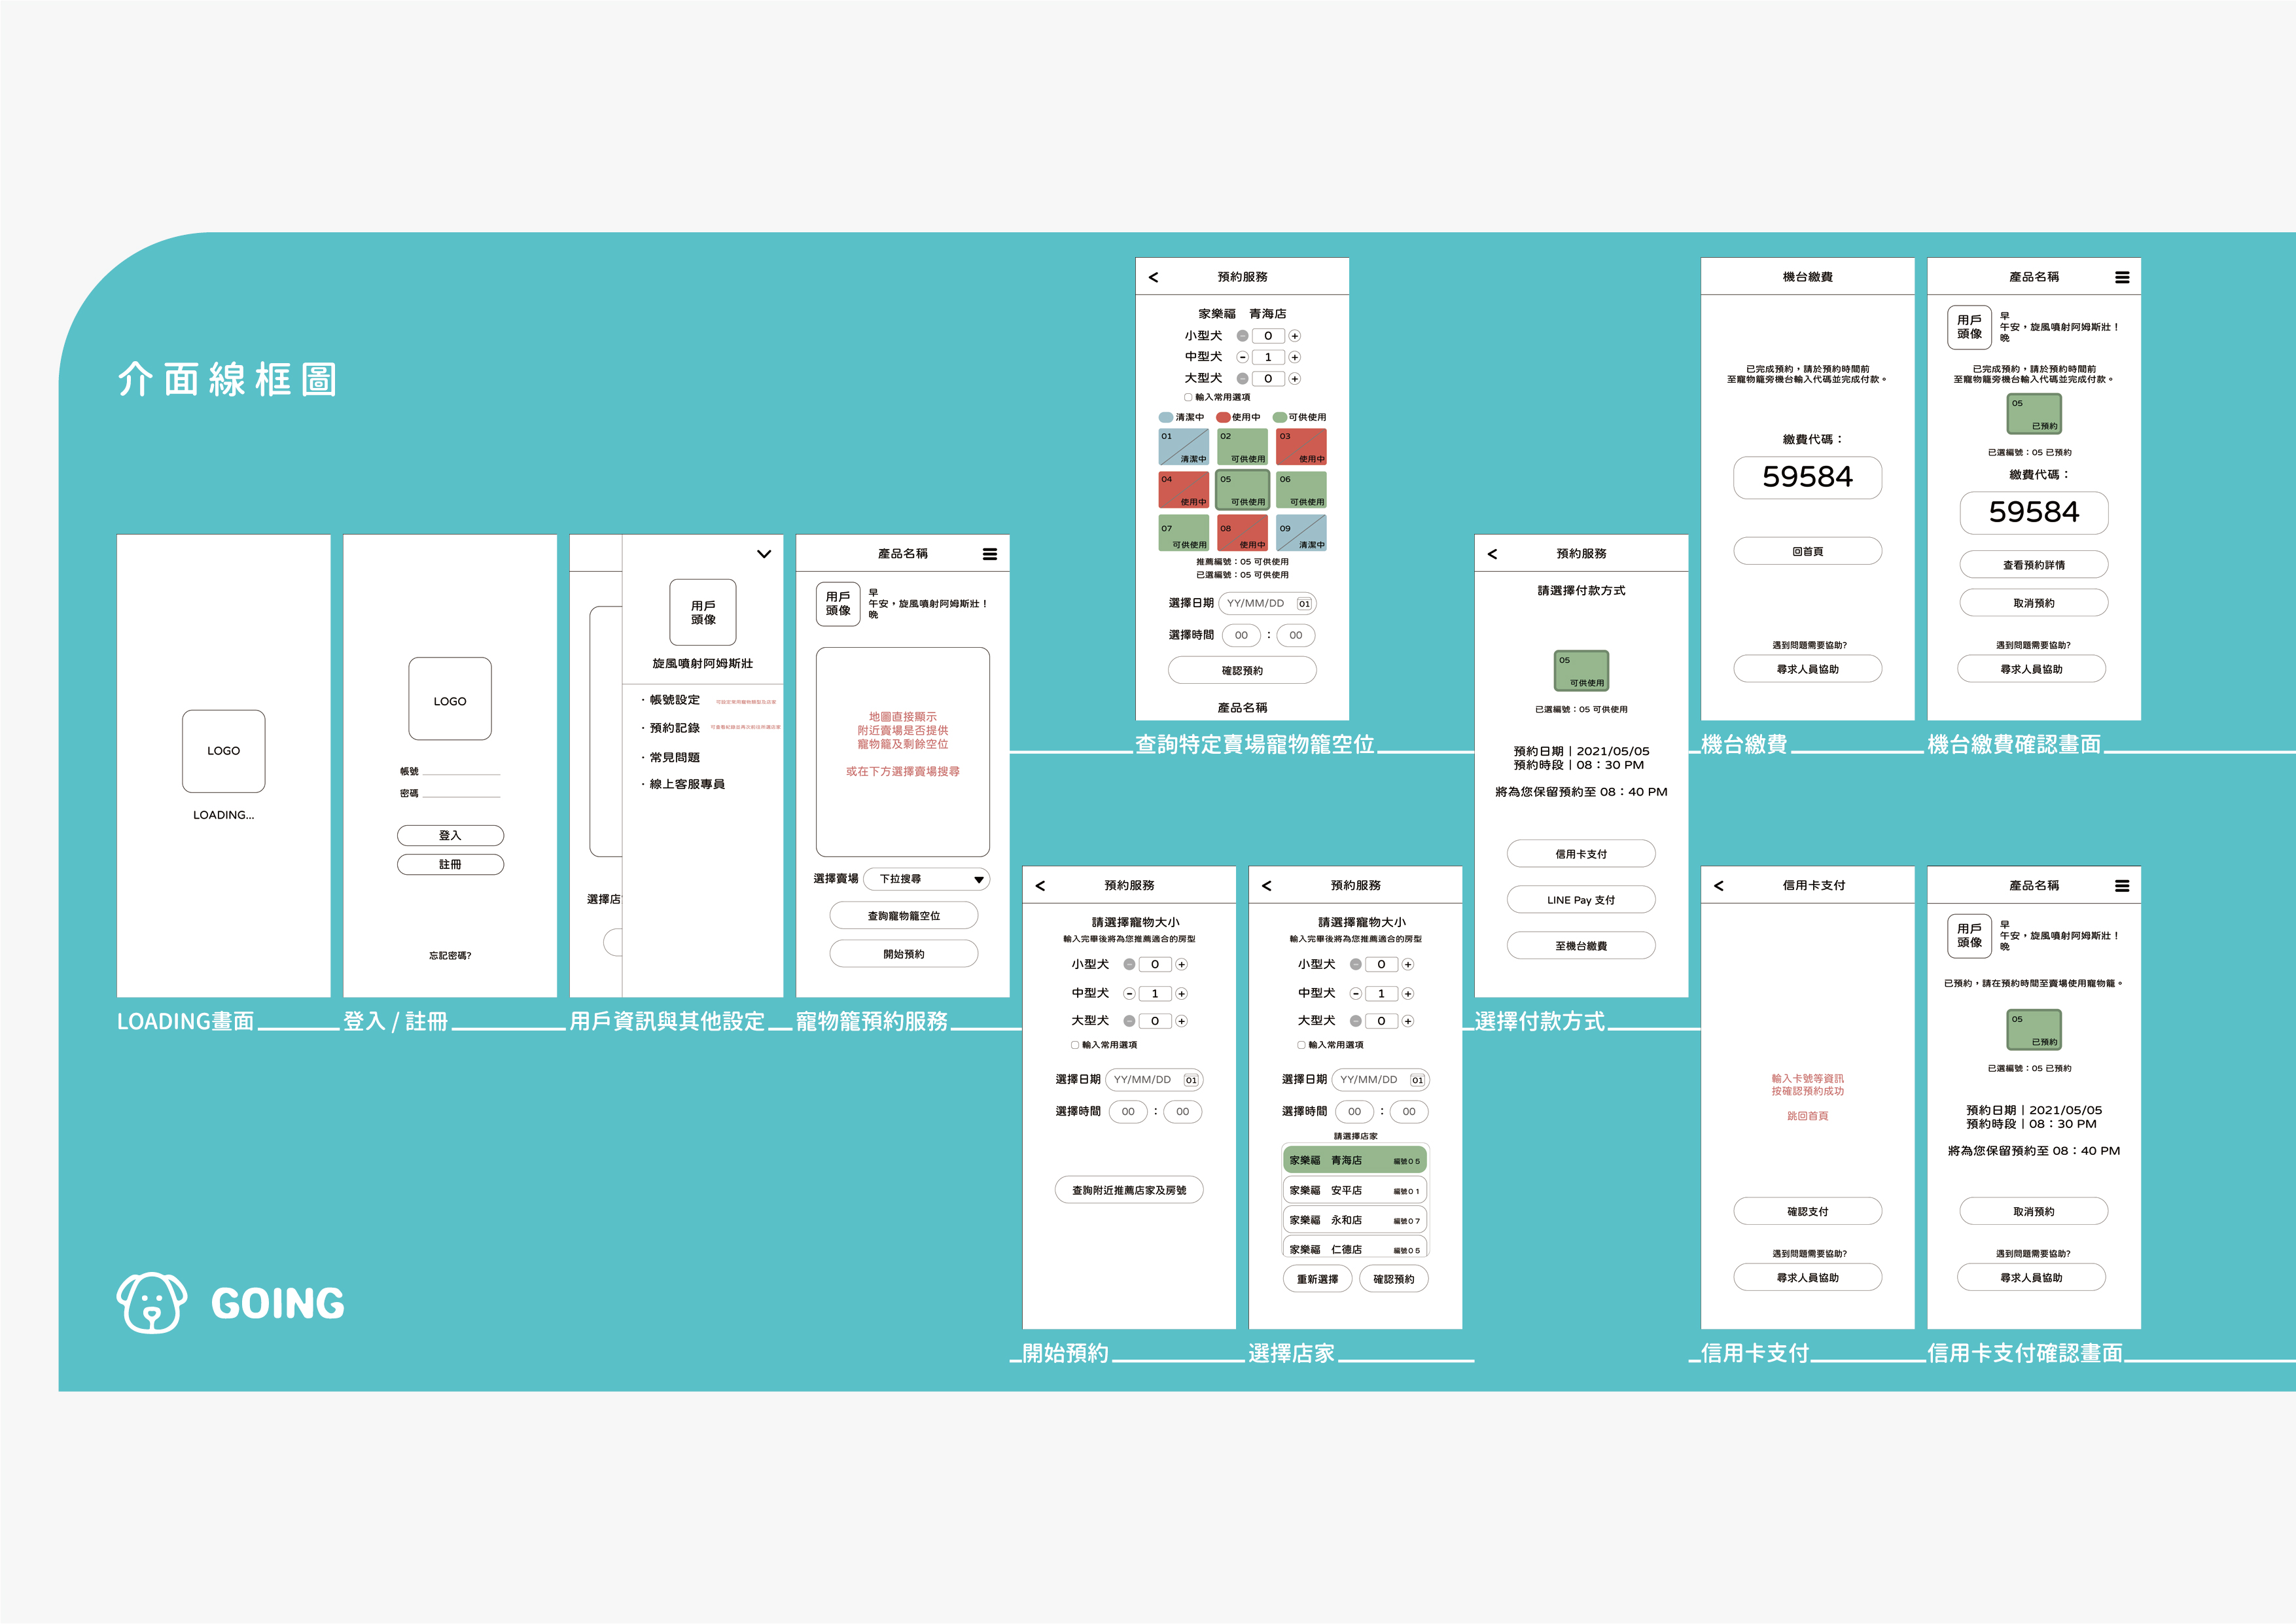 介面線框圖
LOGO
LOADING...
LOADING畫面
LOGO
帳號
密碼
登入
註冊
忘記密碼?
登入 / 註冊
選擇店
用戶
頭像
旋風噴射阿姆斯壯
· 帳號設定
· 預約記錄
· 常見問題
· 線上客服專員
用戶資訊與其他設定
產品名稱
用戶
頭像
早
午安，旋風噴射阿姆斯壯！
晚
地圖直接顯示
附近賣場是否提供
寵物籠及剩餘空位
或在下方選擇賣場搜尋
選擇賣場 下拉搜尋
查詢寵物籠空位
開始預約
寵物籠預約服務
< 預約服務
家樂福 青海店
小型犬 - 0 +
中型犬 - 1 +
大型犬 - 0 +
輸入常用選項
清潔中 使用中 可供使用
01 清潔中
02 可供使用
03 使用中
04 使用中
05 可供使用
06 可供使用
07 可供使用
08 使用中
09 清潔中
推薦編號：05 可供使用
已選編號：05 可供使用
選擇日期 YY/MM/DD 01
選擇時間 00 : 00
確認預約
產品名稱
查詢特定賣場寵物籠空位
< 預約服務
請選擇寵物大小
輸入完畢後將為您推薦適合的房型
小型犬 - 0 +
中型犬 - 1 +
大型犬 - 0 +
輸入常用選項
選擇日期 YY/MM/DD 01
選擇時間 00 : 00
查詢附近推薦店家及房號
開始預約
< 預約服務
請選擇寵物大小
輸入完畢後將為您推薦適合的房型
小型犬 - 0 +
中型犬 - 1 +
大型犬 - 0 +
輸入常用選項
選擇日期 YY/MM/DD 01
選擇時間 00 : 00
請選擇店家
家樂福 青海店 編號05
家樂福 安平店 編號01
家樂福 永和店 編號07
家樂福 仁德店 編號05
重新選擇 確認預約
選擇店家
< 預約服務
請選擇付款方式
05
可供使用
已選編號：05 可供使用
預約日期｜2021/05/05
預約時段｜08：30 PM
將為您保留預約至 08：40 PM
信用卡支付
LINE Pay 支付
至機台繳費
選擇付款方式
機台繳費
已完成預約，請於預約時間前
至寵物籠旁機台輸入代碼並完成付款。
繳費代碼：
59584
回首頁
遇到問題需要協助?
尋求人員協助
機台繳費
產品名稱
用戶
頭像
早
午安，旋風噴射阿姆斯壯！
晚
已完成預約，請於預約時間前
至寵物籠旁機台輸入代碼並完成付款。
05
已預約
已選編號：05 已預約
繳費代碼：
59584
查看預約詳情
取消預約
遇到問題需要協助?
尋求人員協助
機台繳費確認畫面
< 信用卡支付
輸入卡號等資訊
按確認預約成功
跳回首頁
確認支付
遇到問題需要協助?
尋求人員協助
信用卡支付
產品名稱
用戶
頭像
早
午安，旋風噴射阿姆斯壯！
晚
已預約，請在預約時間至賣場使用寵物籠。
05
已預約
已選編號：05 已預約
預約日期｜2021/05/05
預約時段｜08：30 PM
將為您保留預約至 08：40 PM
取消預約
遇到問題需要協助?
尋求人員協助
信用卡支付確認畫面
GOING